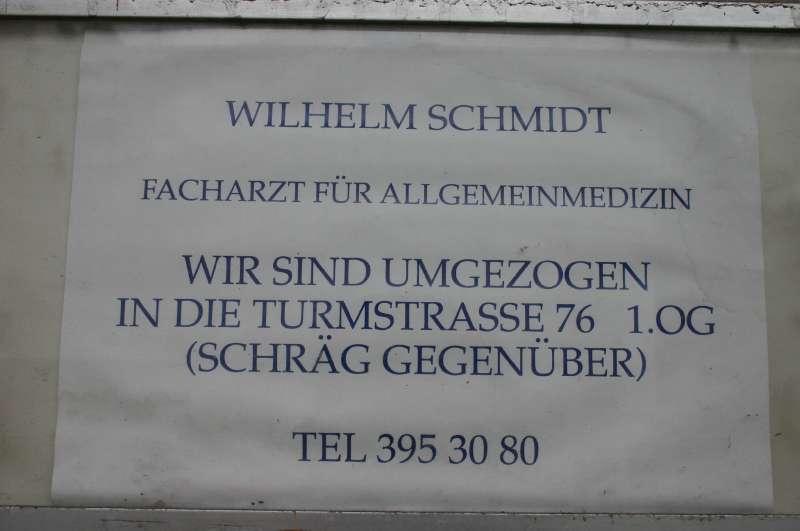 WILHELM SCHMIDT
FACHARZT FÜR ALLGEMEINMEDIZIN
WIR SIND UMGEZOGEN
IN DIE TURMSTRASSE 76 1.OG
(SCHRÄG GEGENÜBER)
TEL 395 30 80